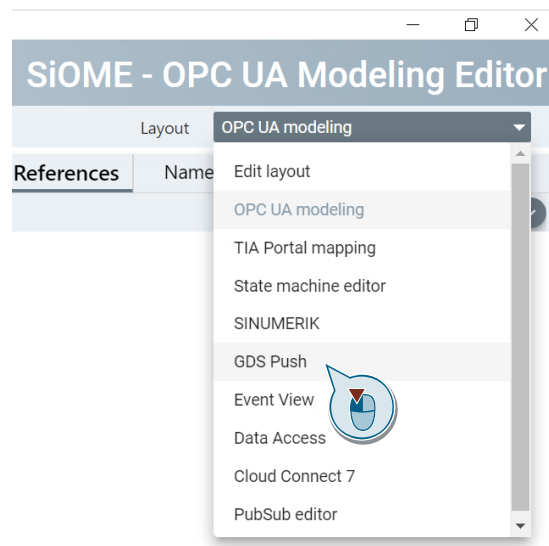 SiOME - OPC UA Modeling Editor
Layout OPC UA modeling
References Name
Edit layout
OPC UA modeling
TIA Portal mapping
State machine editor
SINUMERIK
GDS Push
Event View
Data Access
Cloud Connect 7
PubSub editor